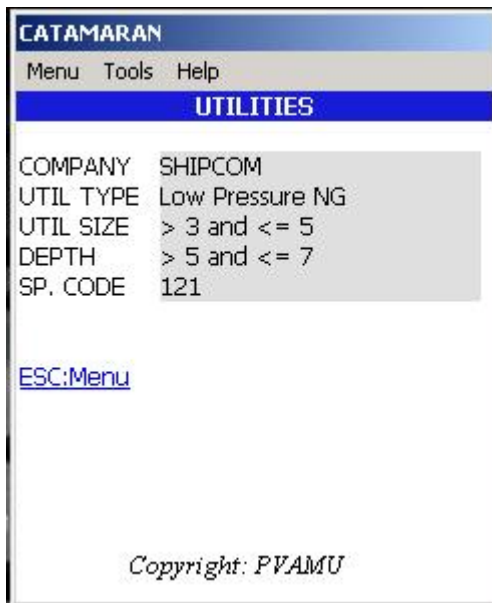 CATAMARAN
Menu Tools Help
UTILITIES
COMPANY SHIPCOM
UTIL TYPE Low Pressure NG
UTIL SIZE > 3 and <= 5
DEPTH > 5 and <= 7
SP. CODE 121
ESC:Menu
Copyright: PVAMU